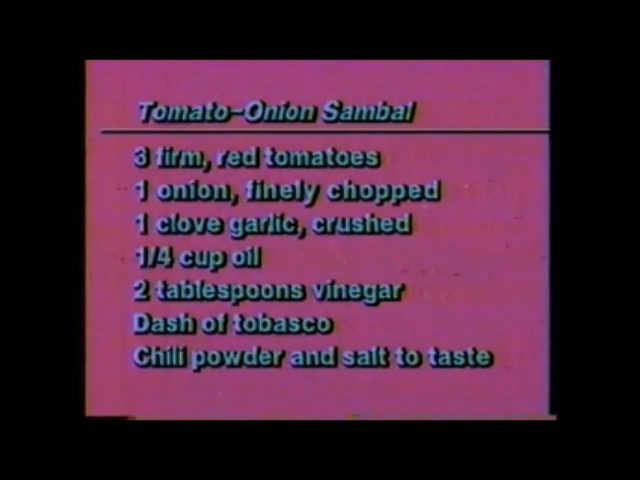 Tomato-Onion Sambal
3 firm, red tomatoes
1 onion, finely chopped
1 clove garlic, crushed
1/4 cup oil
2 tablespoons vinegar
Dash of tobasco
Chili powder and salt to taste